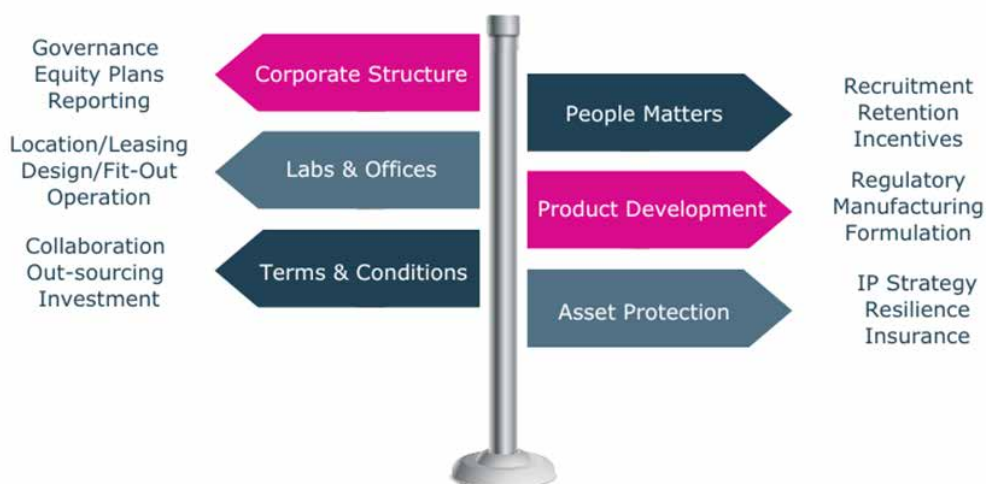 Governance
Equity Plans
Reporting
Corporate Structure
Location/Leasing
Design/Fit-Out
Operation
Labs & Offices
Collaboration
Out-sourcing
Investment
Terms & Conditions
People Matters
Recruitment
Retention
Incentives
Product Development
Regulatory
Manufacturing
Formulation
Asset Protection
IP Strategy
Resilience
Insurance